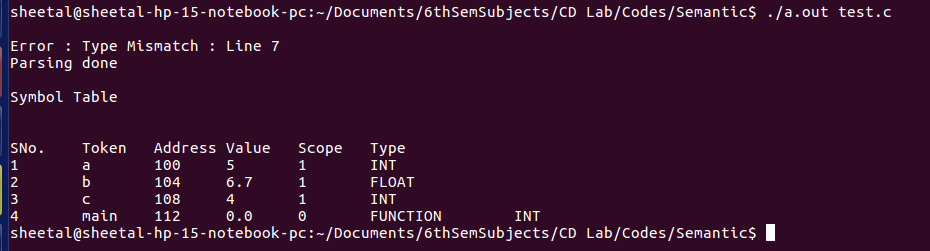 sheetal@sheetal-hp-15-notebook-pc:~/Documents/6thSemSubjects/CD Lab/Codes/Semantic$ ./a.out test.c
Error : Type Mismatch : Line 7
Parsing done
Symbol Table
SNo. Token Address Value Scope Type
1 a 100 5 1 INT
2 b 104 6.7 1 FLOAT
3 c 108 4 1 INT
4 main 112 0.0 0 FUNCTION INT
sheetal@sheetal-hp-15-notebook-pc:~/Documents/6thSemSubjects/CD Lab/Codes/Semantic$